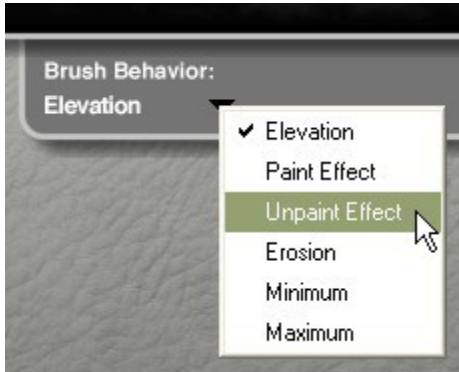 Brush Behavior:
Elevation
Elevation
Paint Effect
Unpaint Effect
Erosion
Minimum
Maximum